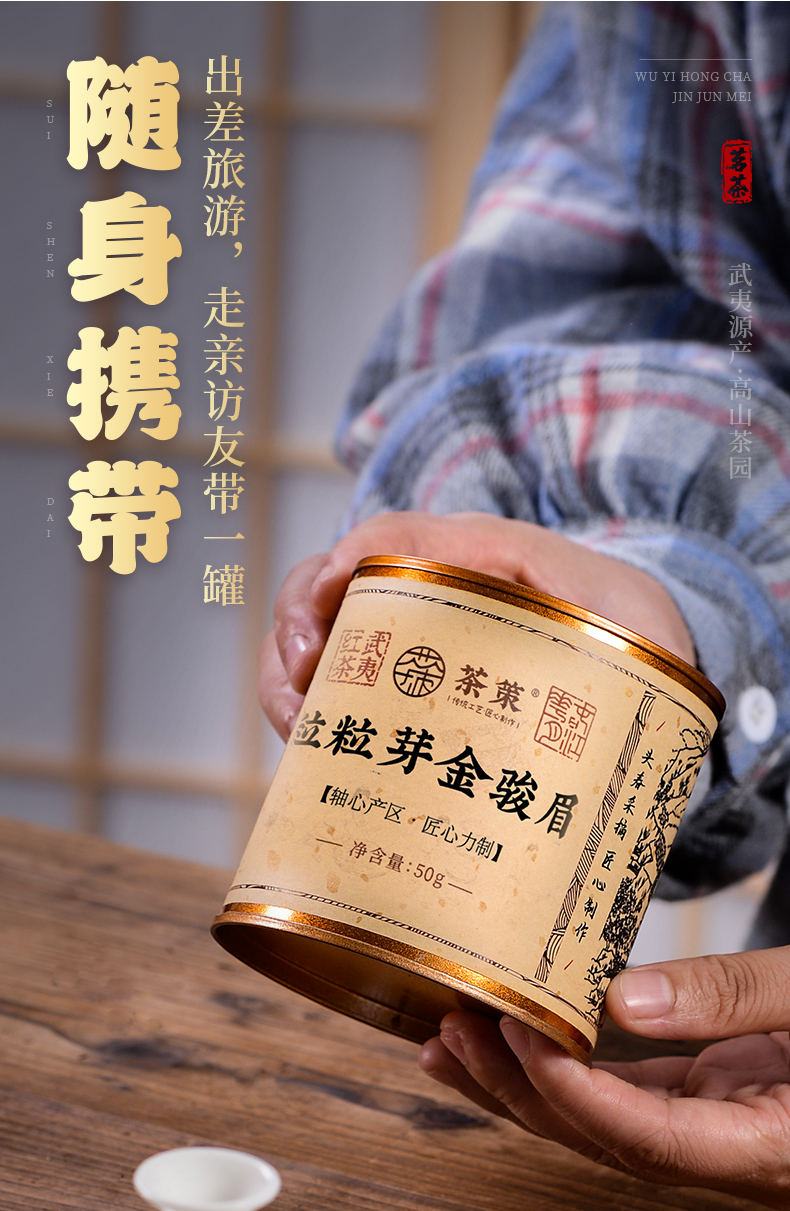 随身携带
SUI
SHEN
XIE
DAI
出差旅游，走亲访友带一罐
WU YI HONG CHA
JIN JUN MEI
茗茶
武夷源产·高山茶园
武夷
红茶
茶策®
传统工艺·匠心制作
粒粒芽金骏眉
【轴心产区·匠心力制】
净含量:50g
头春采摘 匠心制作